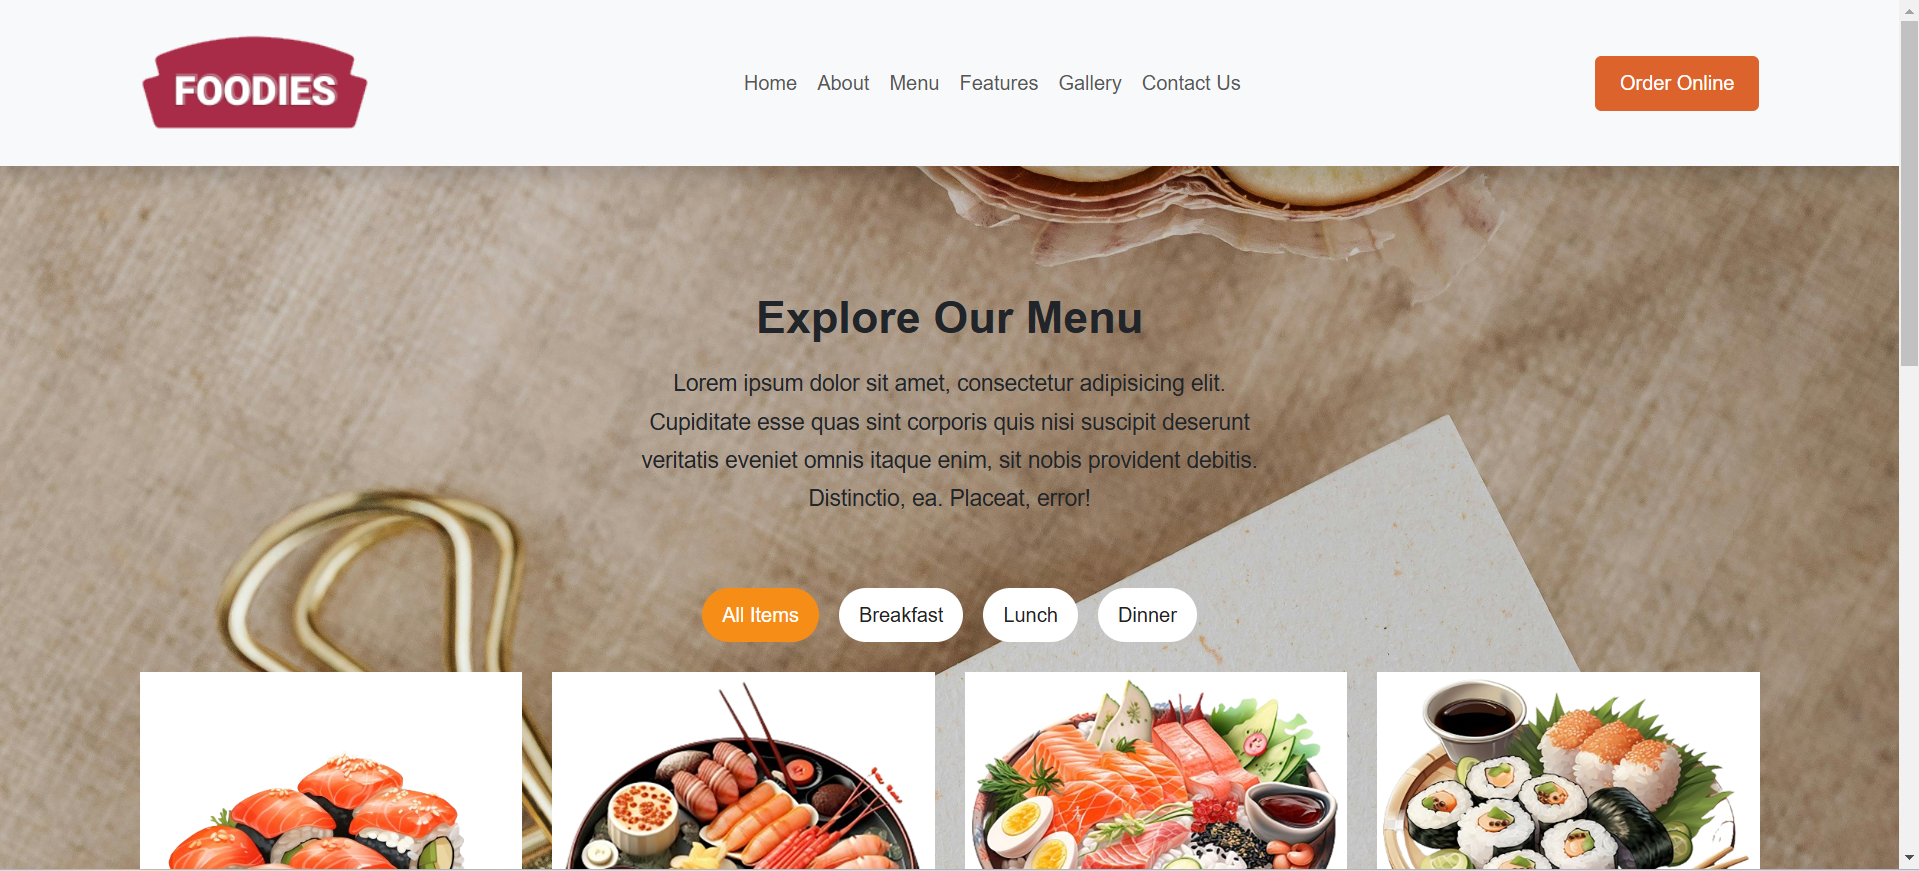 FOODIES
Home About Menu Features Gallery Contact Us
Order Online
Explore Our Menu
Lorem ipsum dolor sit amet, consectetur adipisicing elit.
Cupiditate esse quas sint corporis quis nisi suscipit deserunt
veritatis eveniet omnis itaque enim, sit nobis provident debitis.
Distinctio, ea. Placeat, error!
All Items Breakfast Lunch Dinner